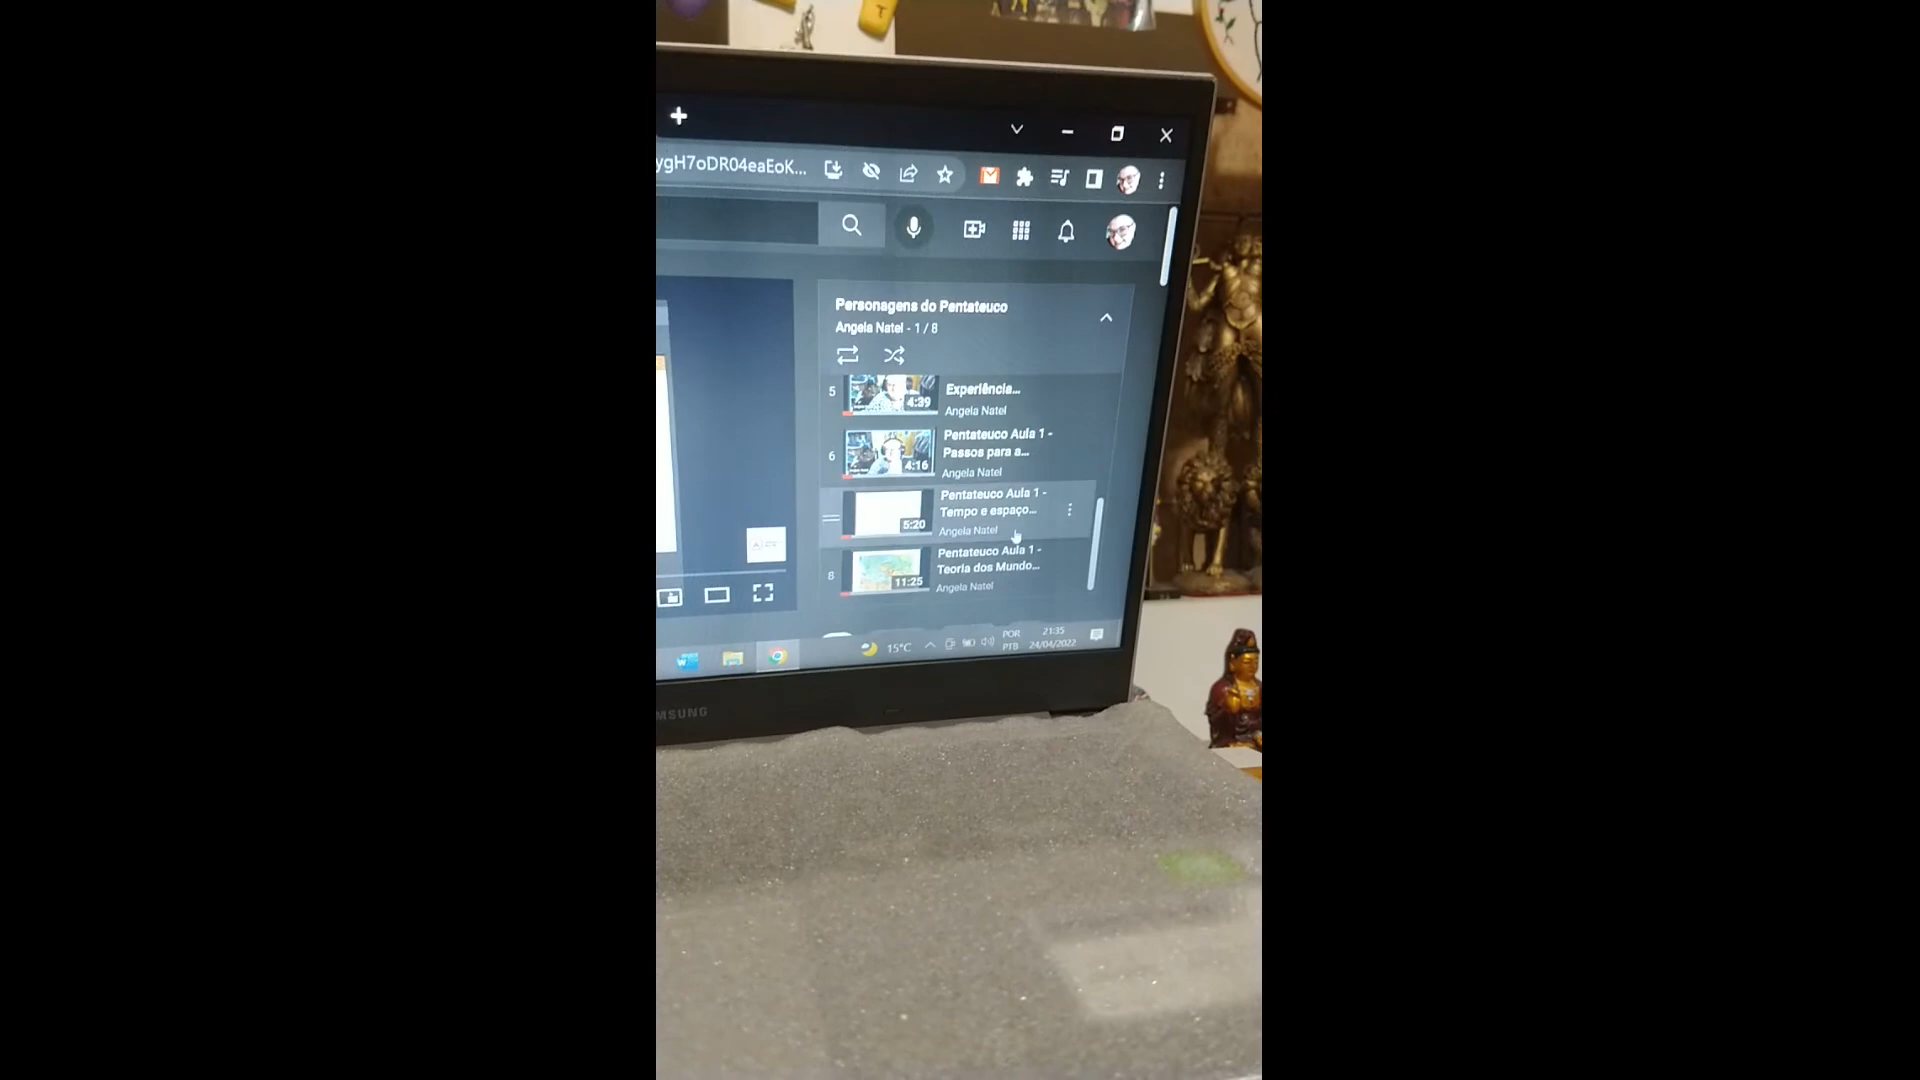 ygH7oDR04eaEoK...
Personagens do Pentateuco
Angela Natel - 1 / 8
5
4:39
Experiência...
Angela Natel
6
4:16
Pentateuco Aula 1 -
Passos para a...
Angela Natel
5:20
Pentateuco Aula 1 -
Tempo e espaço...
Angela Natel
8
11:25
Pentateuco Aula 1 -
Teoria dos Mundo...
Angela Natel
15°C
POR
PTB
21:35
24/04/2022
MSUNG